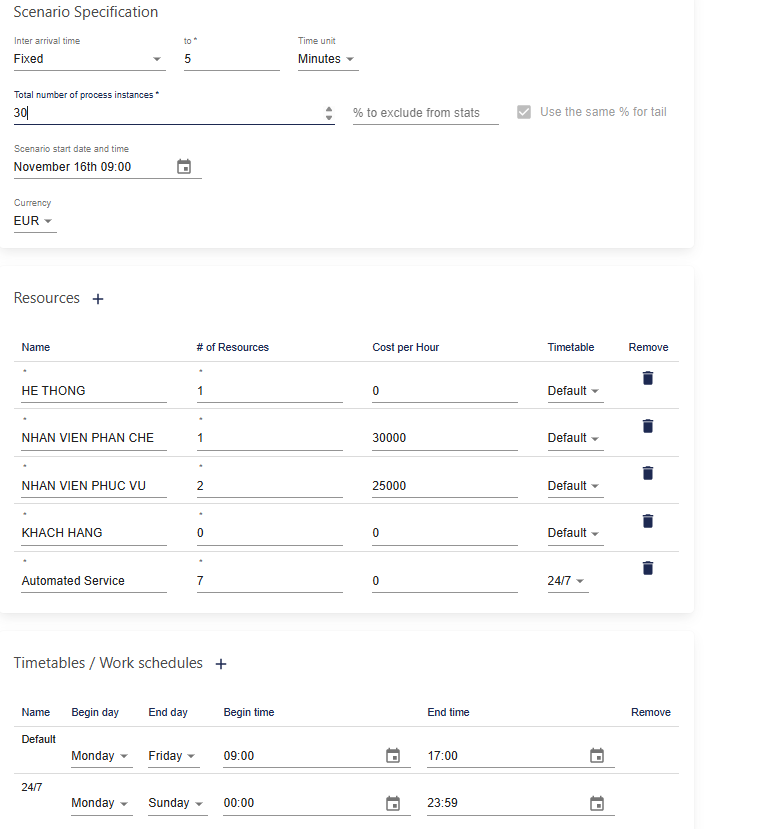 Scenario Specification
Inter arrival time to * Time unit
Fixed 5 Minutes
Total number of process instances *
30 % to exclude from stats Use the same % for tail
Scenario start date and time
November 16th 09:00
Currency
EUR
Resources +
Name # of Resources Cost per Hour Timetable Remove
* *
HE THONG 1 0 Default
* *
NHAN VIEN PHAN CHE 1 30000 Default
* *
NHAN VIEN PHUC VU 2 25000 Default
* *
KHACH HANG 0 0 Default
* *
Automated Service 7 0 24/7
Timetables / Work schedules +
Name Begin day End day Begin time End time Remove
Default
Monday Friday 09:00 17:00
24/7
Monday Sunday 00:00 23:59